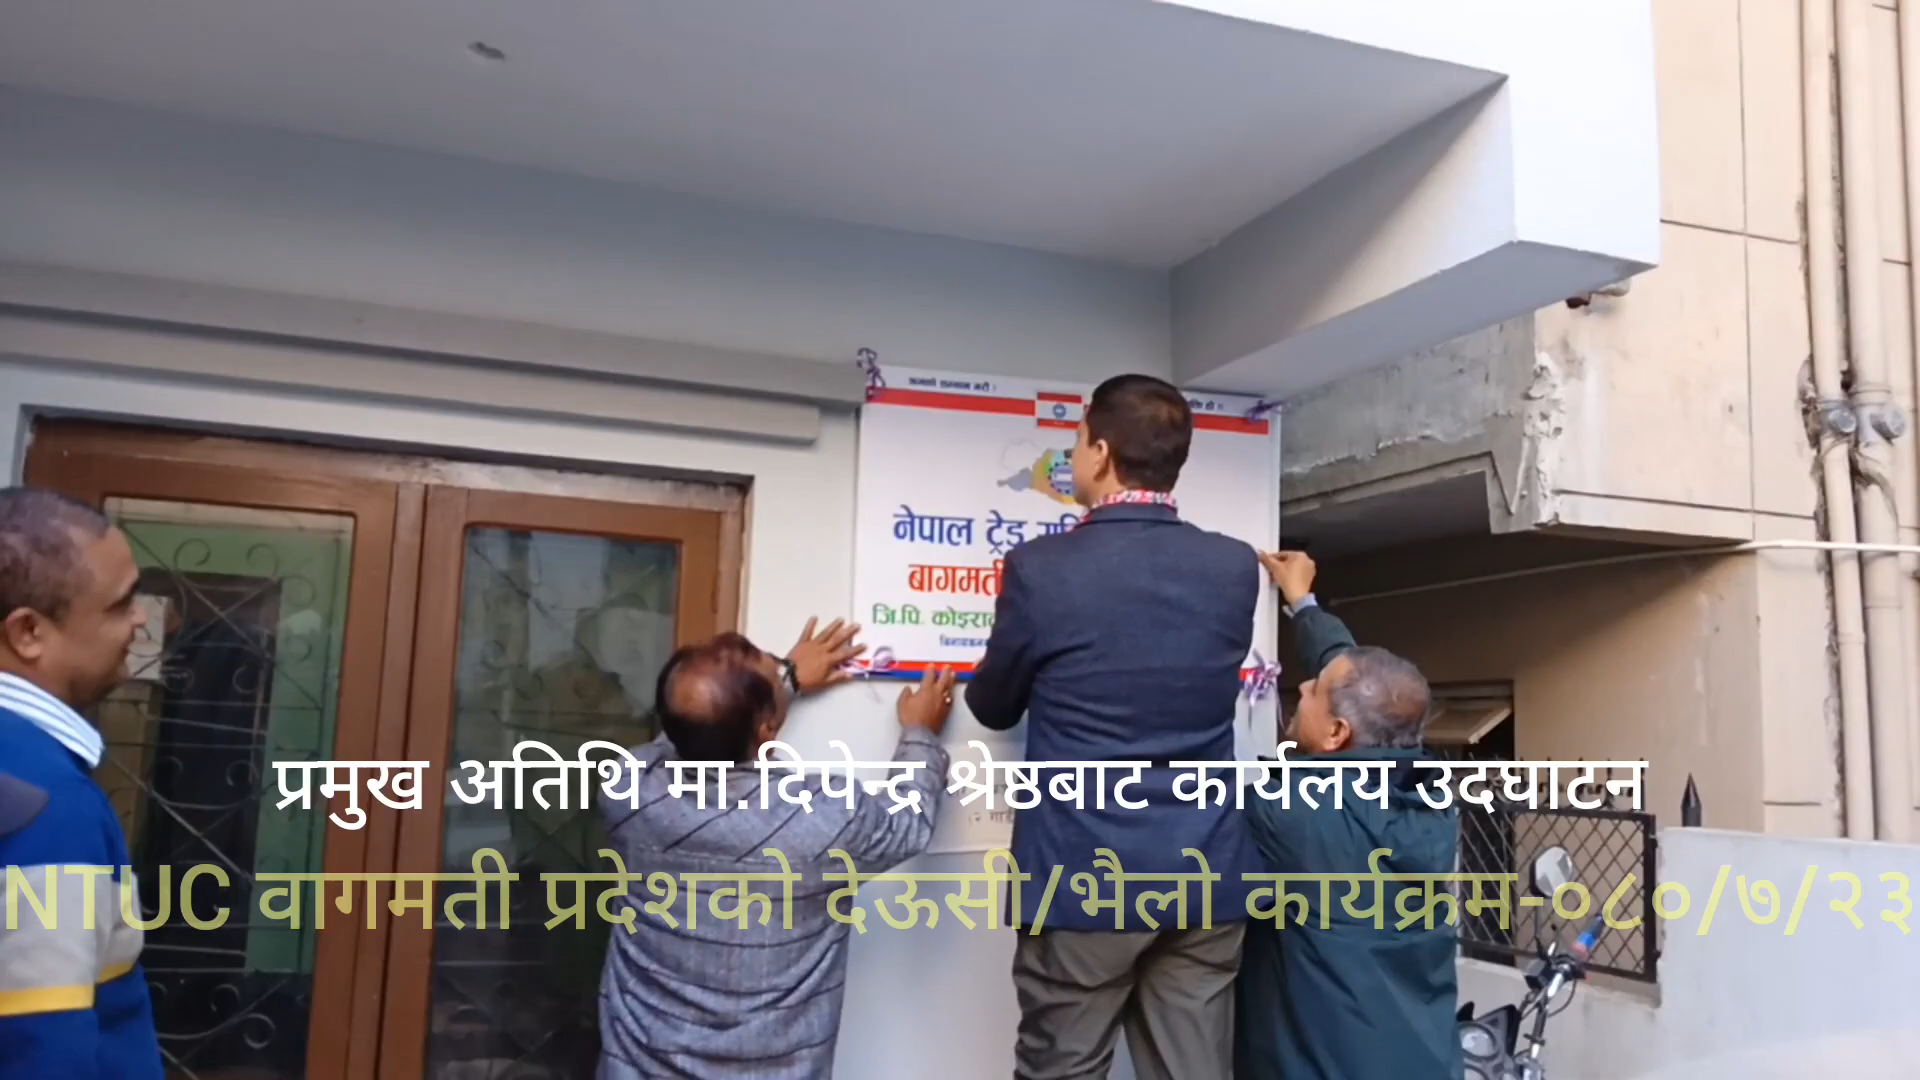 नेपाल ट्रेड
बागमती
जि.पि. कोइराला
प्रमुख अतिथि मा.दिपेन्द्र श्रेष्ठबाट कार्यलय उदघाटन
NTUC वागमती प्रदेशको देऊसी/भैलो कार्यक्रम-०८०/७/२३